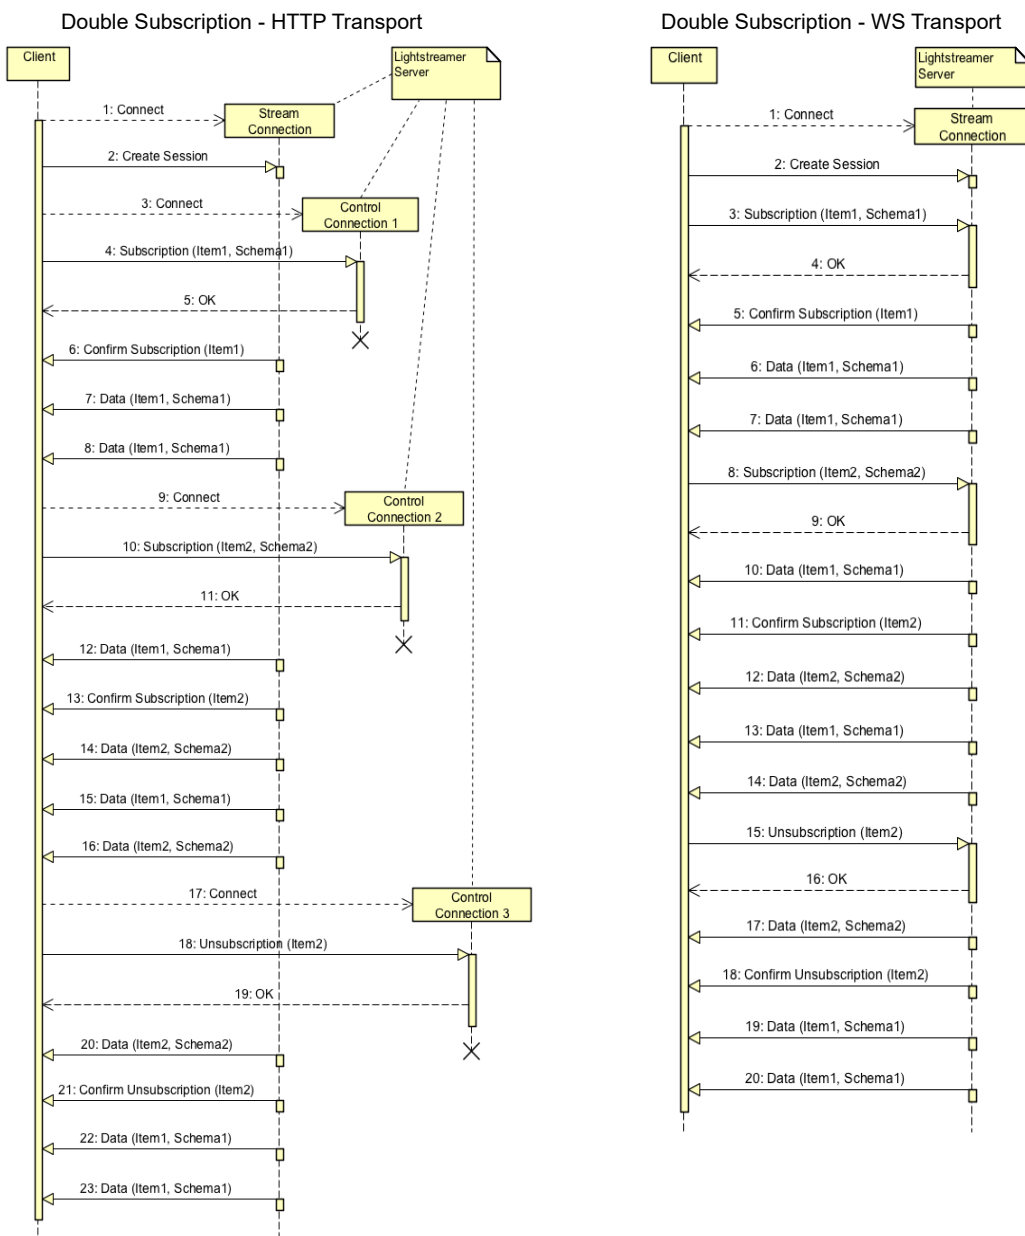 Double Subscription - HTTP Transport
Client
Lightstreamer
Server
1: Connect
Stream
Connection
2: Create Session
3: Connect
Control
Connection 1
4: Subscription (Item1, Schema1)
5: OK
6: Confirm Subscription (Item1)
7: Data (Item1, Schema1)
8: Data (Item1, Schema1)
9: Connect
Control
Connection 2
10: Subscription (Item2, Schema2)
11: OK
12: Data (Item1, Schema1)
13: Confirm Subscription (Item2)
14: Data (Item2, Schema2)
15: Data (Item1, Schema1)
16: Data (Item2, Schema2)
17: Connect
Control
Connection 3
18: Unsubscription (Item2)
19: OK
20: Data (Item2, Schema2)
21: Confirm Unsubscription (Item2)
22: Data (Item1, Schema1)
23: Data (Item1, Schema1)
Double Subscription - WS Transport
Client
Lightstreamer
Server
1: Connect
Stream
Connection
2: Create Session
3: Subscription (Item1, Schema1)
4: OK
5: Confirm Subscription (Item1)
6: Data (Item1, Schema1)
7: Data (Item1, Schema1)
8: Subscription (Item2, Schema2)
9: OK
10: Data (Item1, Schema1)
11: Confirm Subscription (Item2)
12: Data (Item2, Schema2)
13: Data (Item1, Schema1)
14: Data (Item2, Schema2)
15: Unsubscription (Item2)
16: OK
17: Data (Item2, Schema2)
18: Confirm Unsubscription (Item2)
19: Data (Item1, Schema1)
20: Data (Item1, Schema1)